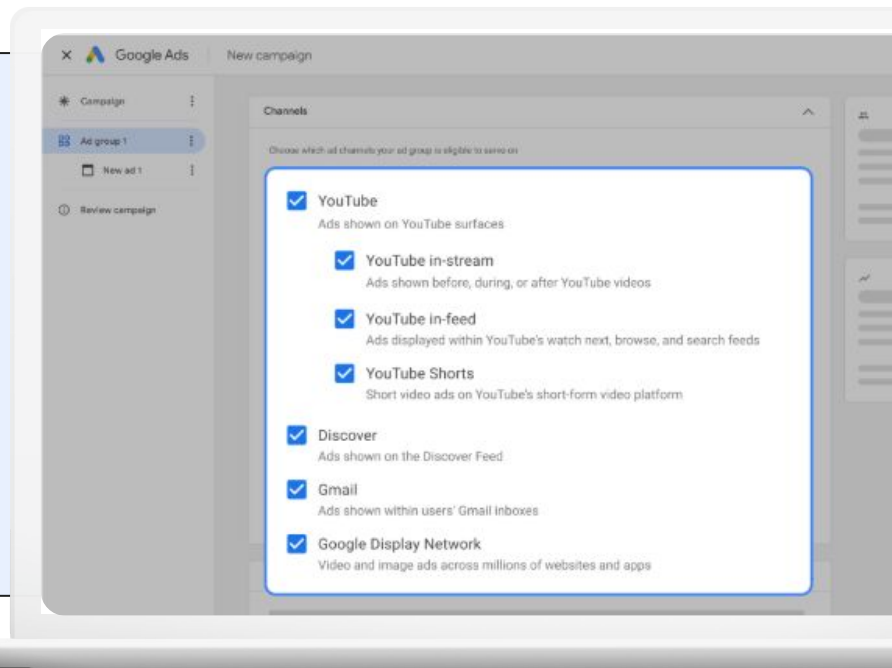 Google Ads
New campaign
Campaign
Ad group 1
New ad 1
Review campaign
Channels
Choose which ad channels your ad group is eligible to serve on
YouTube
Ads shown on YouTube surfaces
YouTube in-stream
Ads shown before, during, or after YouTube videos
YouTube in-feed
Ads displayed within YouTube's watch next, browse, and search feeds
YouTube Shorts
Short video ads on YouTube's short-form video platform
Discover
Ads shown on the Discover Feed
Gmail
Ads shown within users' Gmail inboxes
Google Display Network
Video and image ads across millions of websites and apps